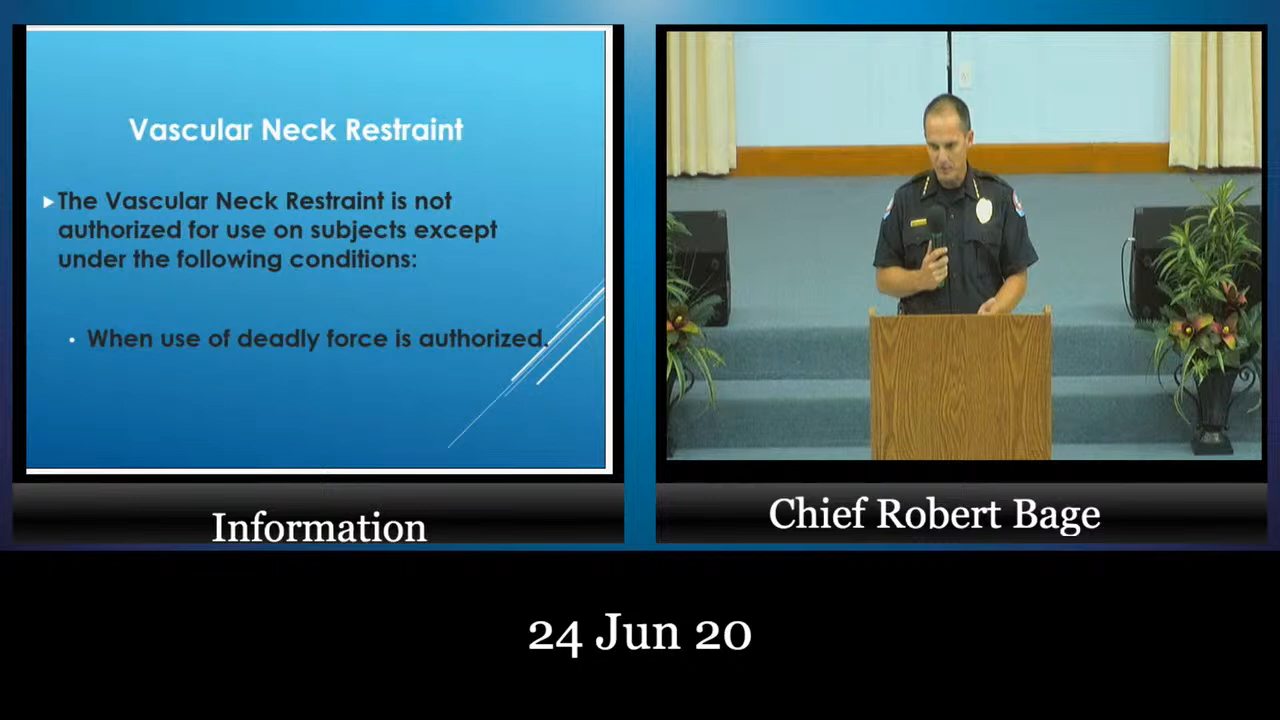 Vascular Neck Restraint
The Vascular Neck Restraint is not
authorized for use on subjects except
under the following conditions:
• When use of deadly force is authorized.
Information
Chief Robert Bage
24 Jun 20